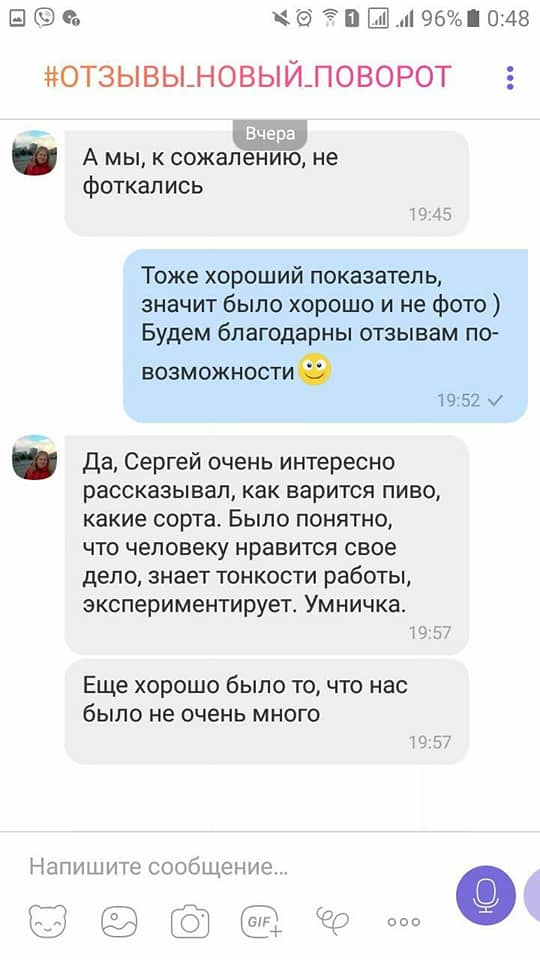 1 96% 0:48
#ОТЗЫВЫ_НОВЫЙ_ПОВОРОТ
Вчера
А мы, к сожалению, не
фоткались
19:45
Тоже хороший показатель,
значит было хорошо и не фото )
Будем благодарны отзывам по-
возможности
19:52
Да, Сергей очень интересно
рассказывал, как варится пиво,
какие сорта. Было понятно,
что человеку нравится свое
дело, знает тонкости работы,
экспериментирует. Умничка.
19:57
Еще хорошо было то, что нас
было не очень много
19:57
Напишите сообщение...
GIF